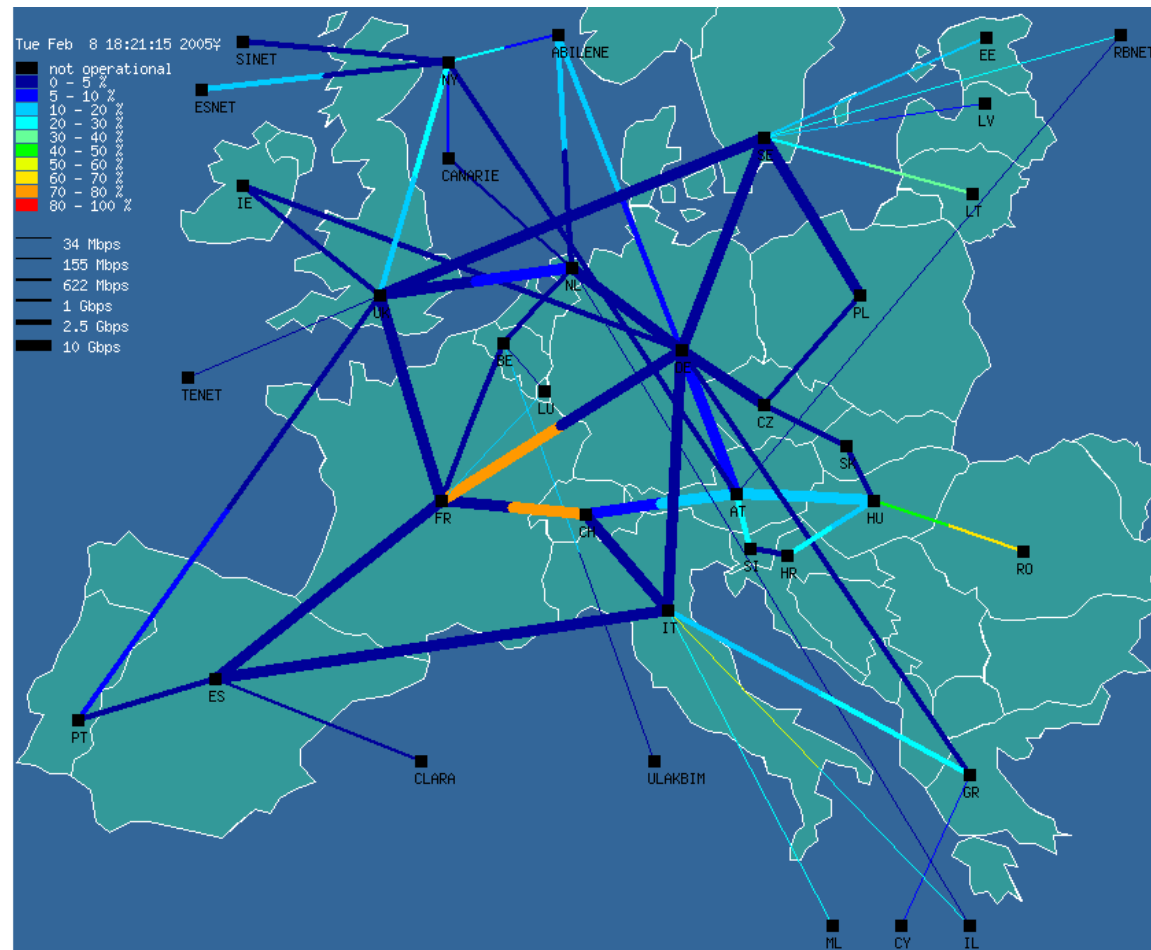 Tue Feb 8 18:21:15 2005
not operational
0 - 5 %
5 - 10 %
10 - 20 %
20 - 30 %
30 - 40 %
40 - 50 %
50 - 60 %
60 - 70 %
70 - 80 %
80 - 100 %
34 Mbps
155 Mbps
622 Mbps
1 Gbps
2.5 Gbps
10 Gbps
SINET
NY
ABILENE
EE
RBNET
ESNET
LV
SE
CANARIE
IE
LT
NL
UK
PL
BE
DE
TENET
LU
CZ
FR
CH
AT
HU
SI
HR
RO
IT
ES
PT
CLARA
ULAKBIM
GR
ML
CY
IL